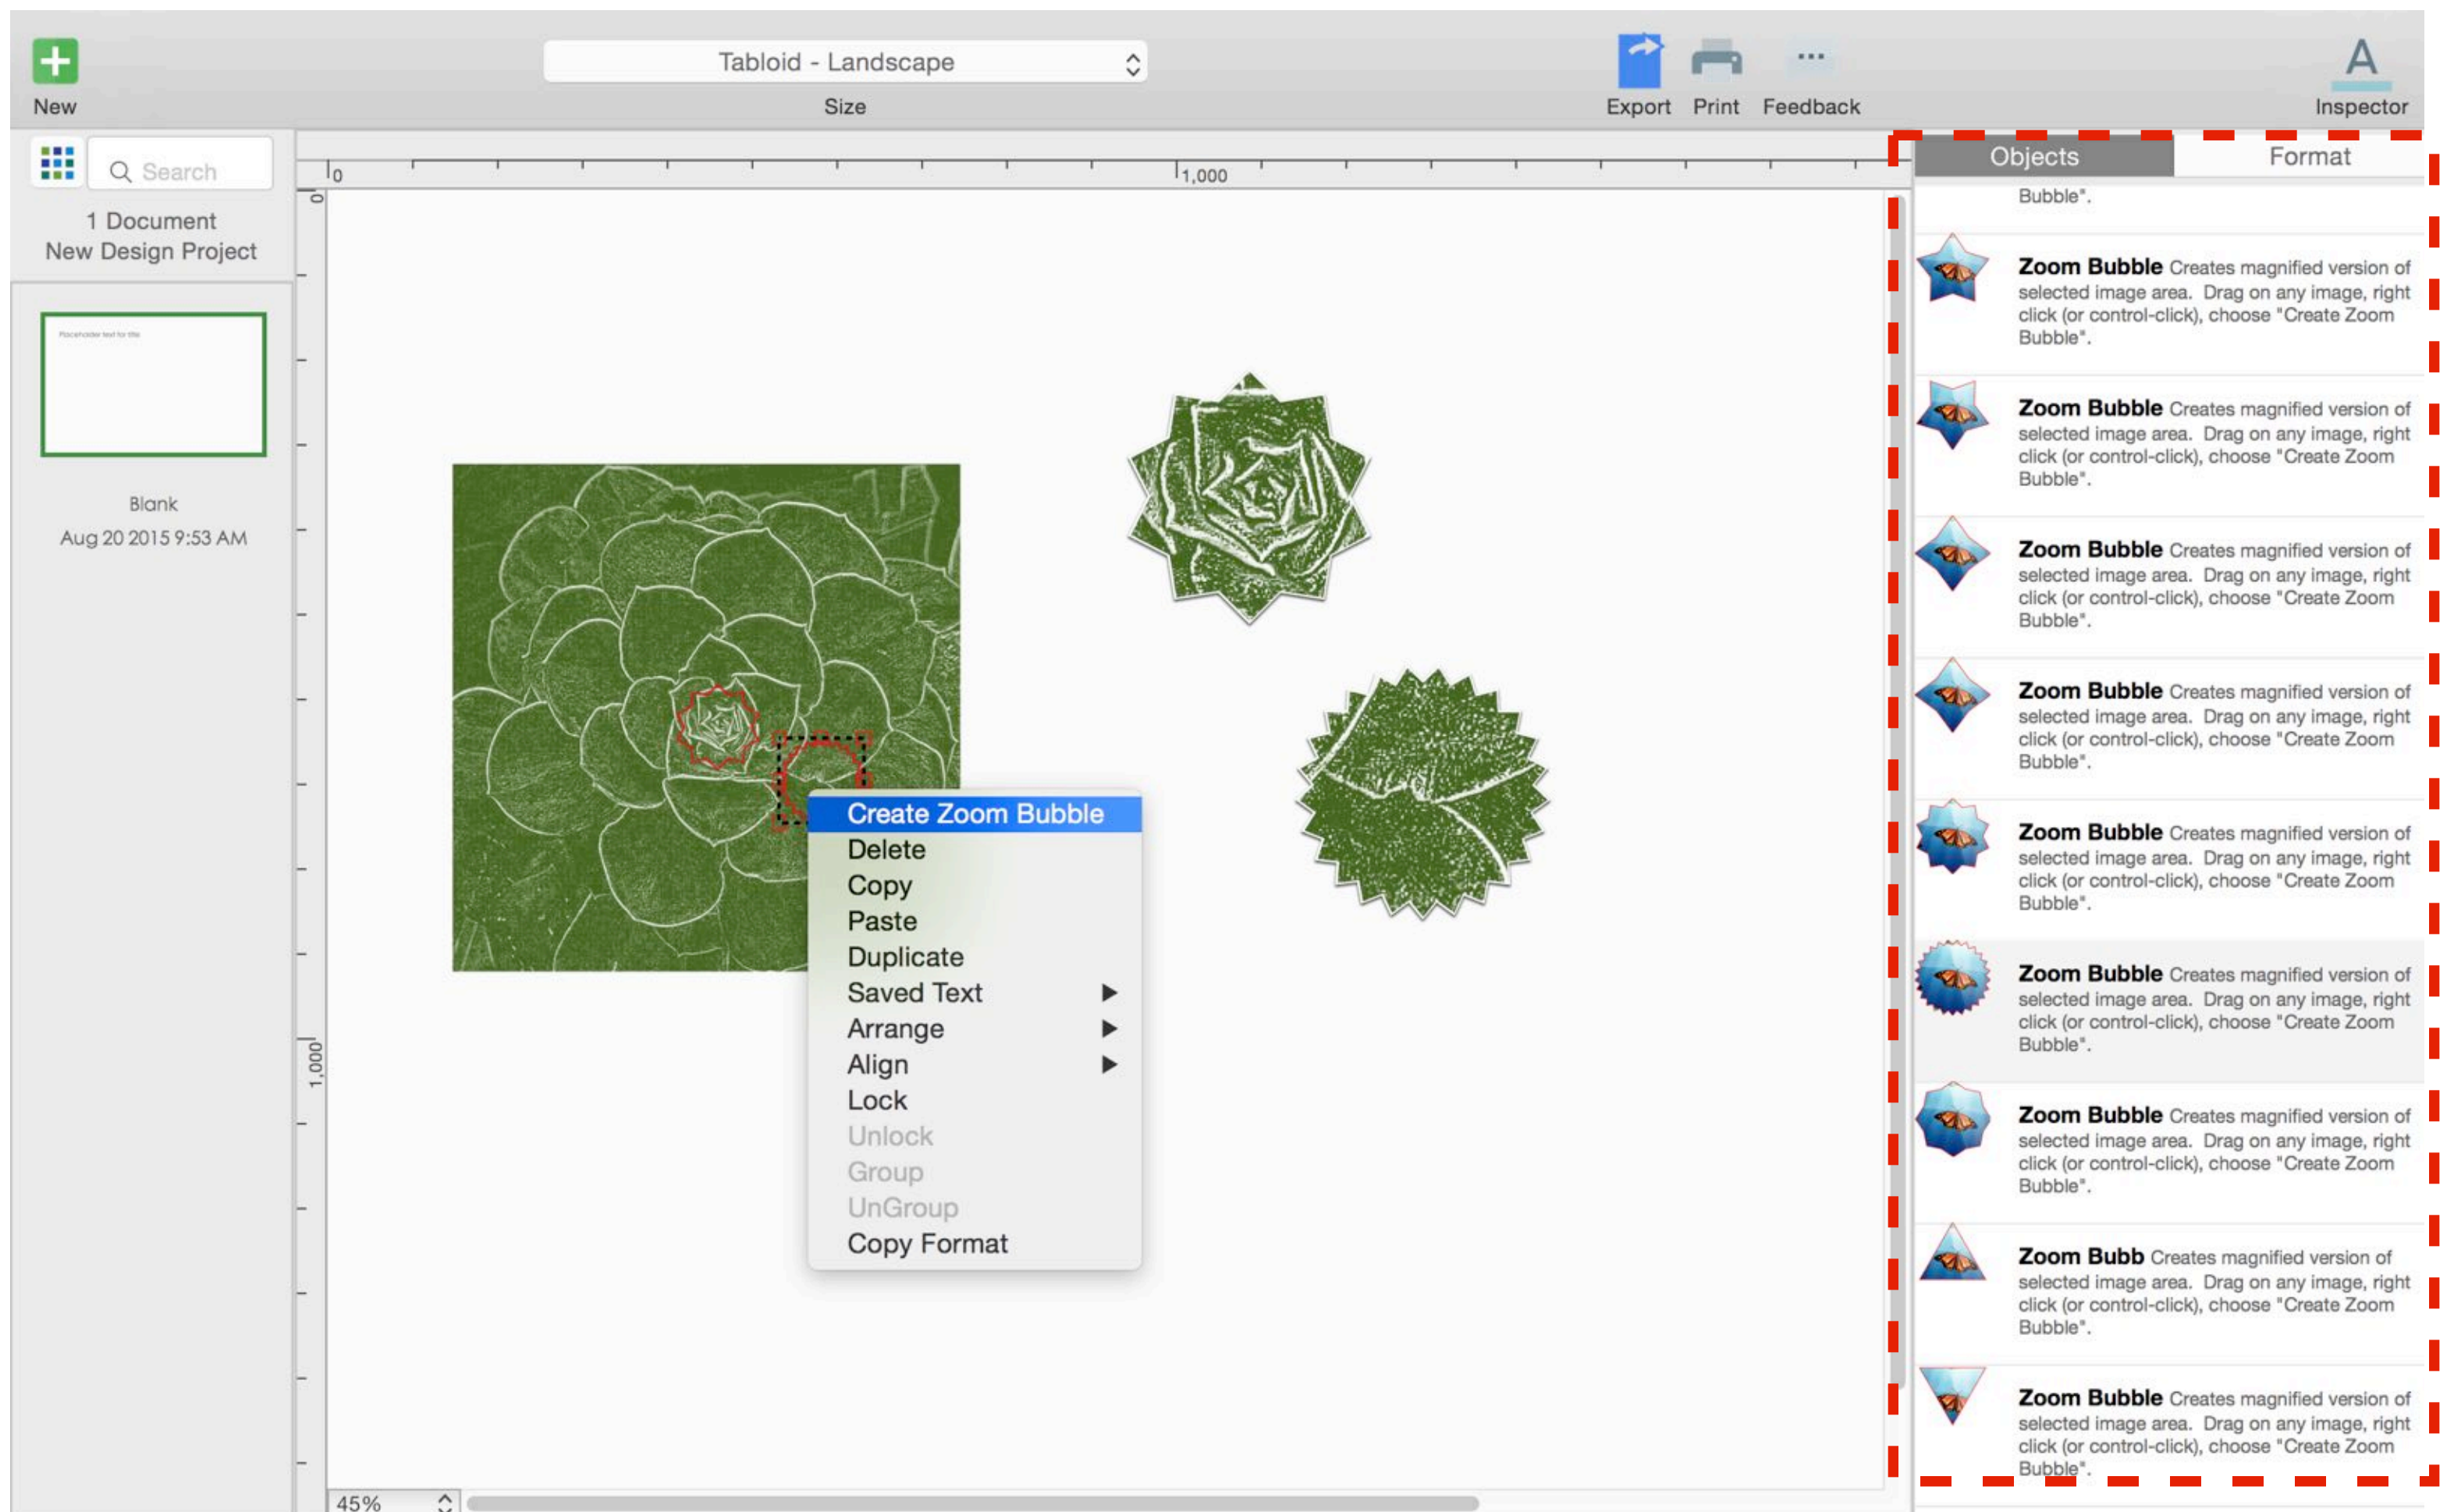 Tabloid - Landscape
New
Size
Export Print Feedback
Inspector
Search
1 Document
New Design Project
Placeholder text for title
Blank
Aug 20 2015 9:53 AM
0
1,000
0
1,000
45%
Create Zoom Bubble
Delete
Copy
Paste
Duplicate
Saved Text
Arrange
Align
Lock
Unlock
Group
UnGroup
Copy Format
Objects Format
Bubble".
Zoom Bubble Creates magnified version of
selected image area. Drag on any image, right
click (or control-click), choose "Create Zoom
Bubble".
Zoom Bubble Creates magnified version of
selected image area. Drag on any image, right
click (or control-click), choose "Create Zoom
Bubble".
Zoom Bubble Creates magnified version of
selected image area. Drag on any image, right
click (or control-click), choose "Create Zoom
Bubble".
Zoom Bubble Creates magnified version of
selected image area. Drag on any image, right
click (or control-click), choose "Create Zoom
Bubble".
Zoom Bubble Creates magnified version of
selected image area. Drag on any image, right
click (or control-click), choose "Create Zoom
Bubble".
Zoom Bubble Creates magnified version of
selected image area. Drag on any image, right
click (or control-click), choose "Create Zoom
Bubble".
Zoom Bubble Creates magnified version of
selected image area. Drag on any image, right
click (or control-click), choose "Create Zoom
Bubble".
Zoom Bubb Creates magnified version of
selected image area. Drag on any image, right
click (or control-click), choose "Create Zoom
Bubble".
Zoom Bubble Creates magnified version of
selected image area. Drag on any image, right
click (or control-click), choose "Create Zoom
Bubble".